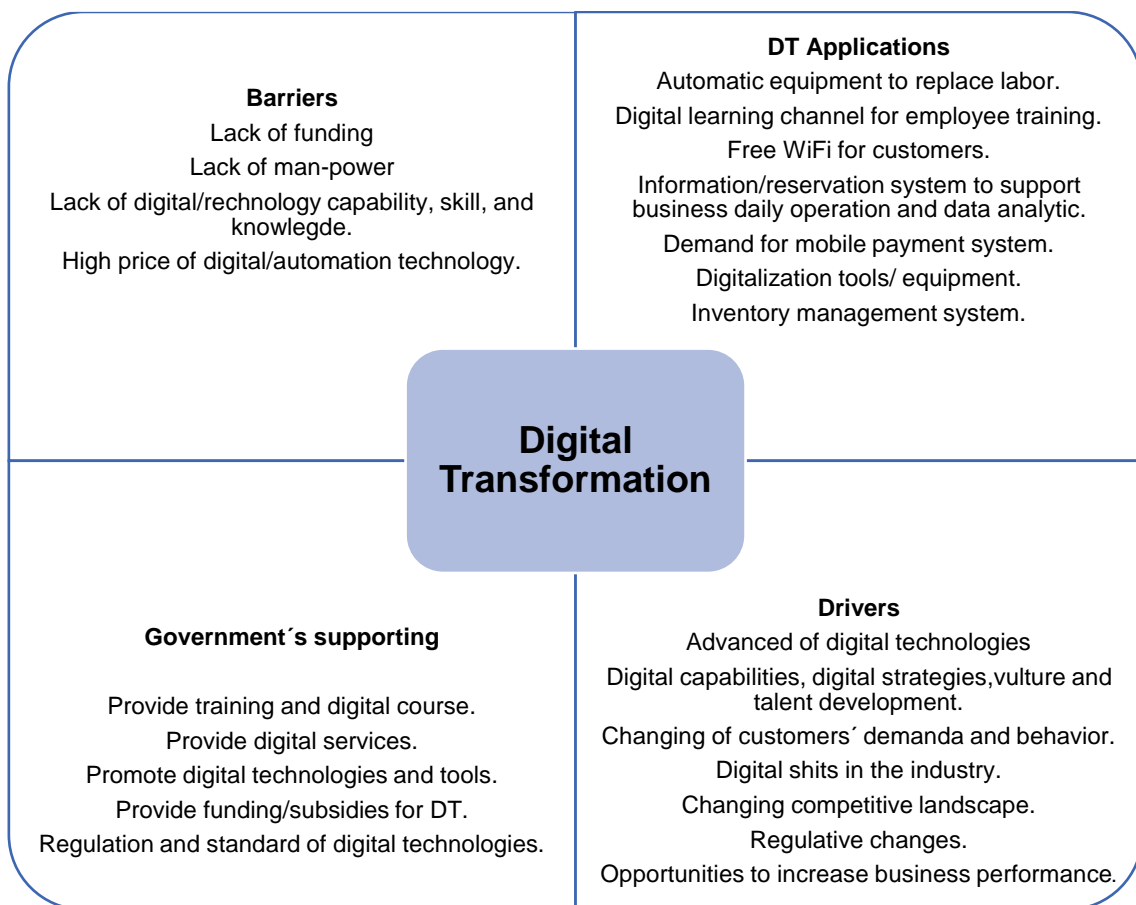 Barriers
Lack of funding
Lack of man-power
Lack of digital/rechnology capability, skill, and
knowlegde.
High price of digital/automation technology.
DT Applications
Automatic equipment to replace labor.
Digital learning channel for employee training.
Free WiFi for customers.
Information/reservation system to support
business daily operation and data analytic.
Demand for mobile payment system.
Digitalization tools/ equipment.
Inventory management system.
Digital
Transformation
Government´s supporting
Provide training and digital course.
Provide digital services.
Promote digital technologies and tools.
Provide funding/subsidies for DT.
Regulation and standard of digital technologies.
Drivers
Advanced of digital technologies
Digital capabilities, digital strategies,vulture and
talent development.
Changing of customers´ demanda and behavior.
Digital shits in the industry.
Changing competitive landscape.
Regulative changes.
Opportunities to increase business performance.